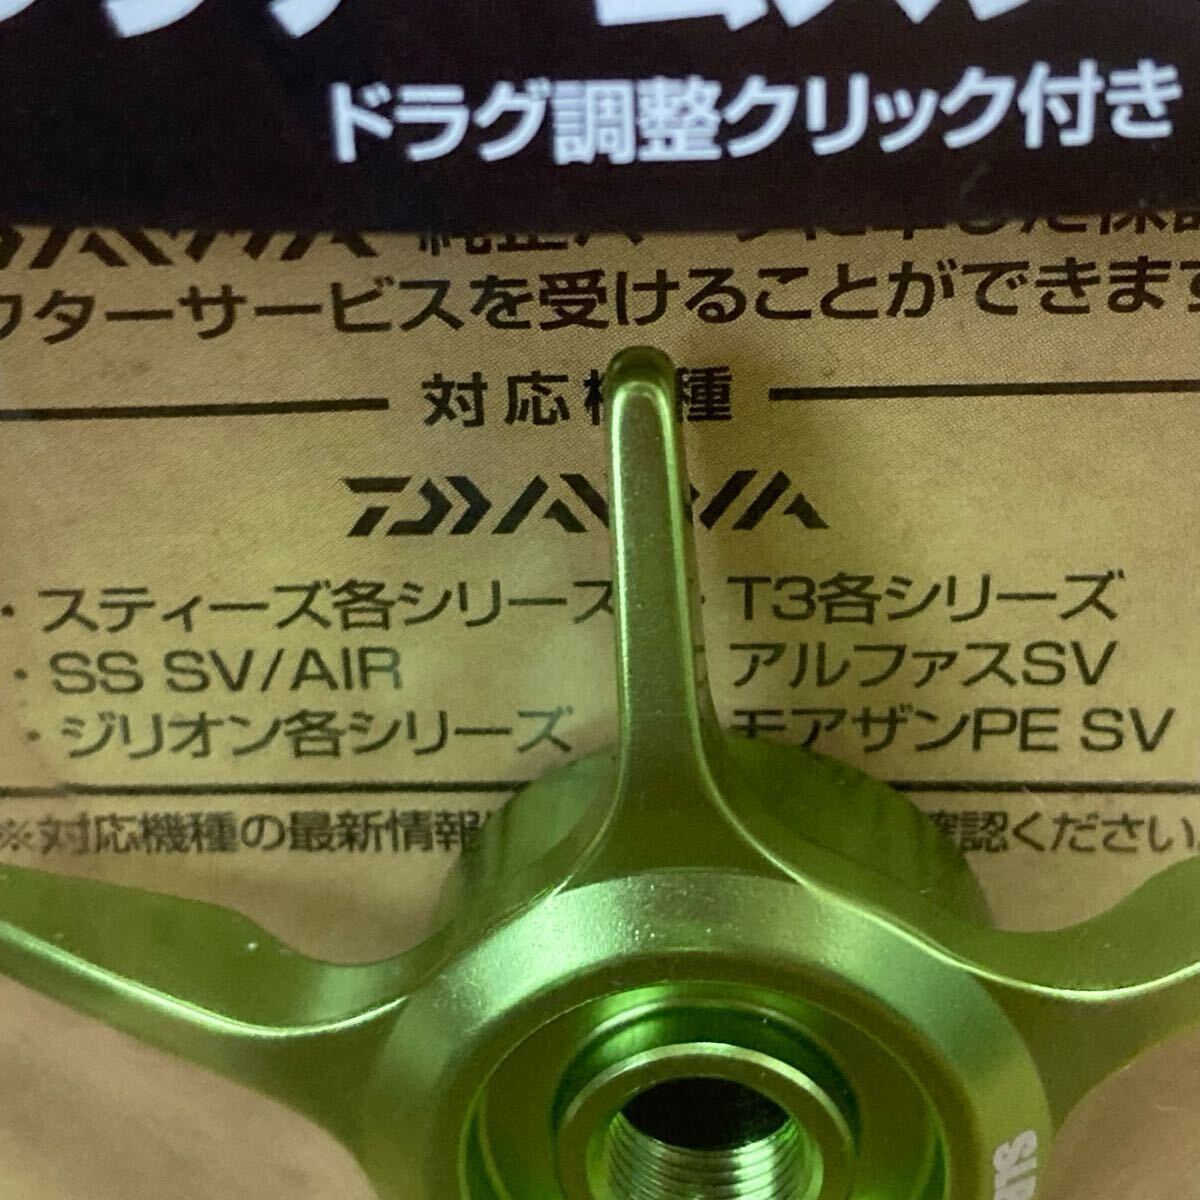 ドラグ調整クリック付き
DAIWA
フターサービスを受けることができます
対応機種
DAIWA
・スティーズ各シリーズ ・T3各シリーズ
・SS SV/AIR アルファスSV
・ジリオン各シリーズ モアザンPE SV
※対応機種の最新情報 確認ください。